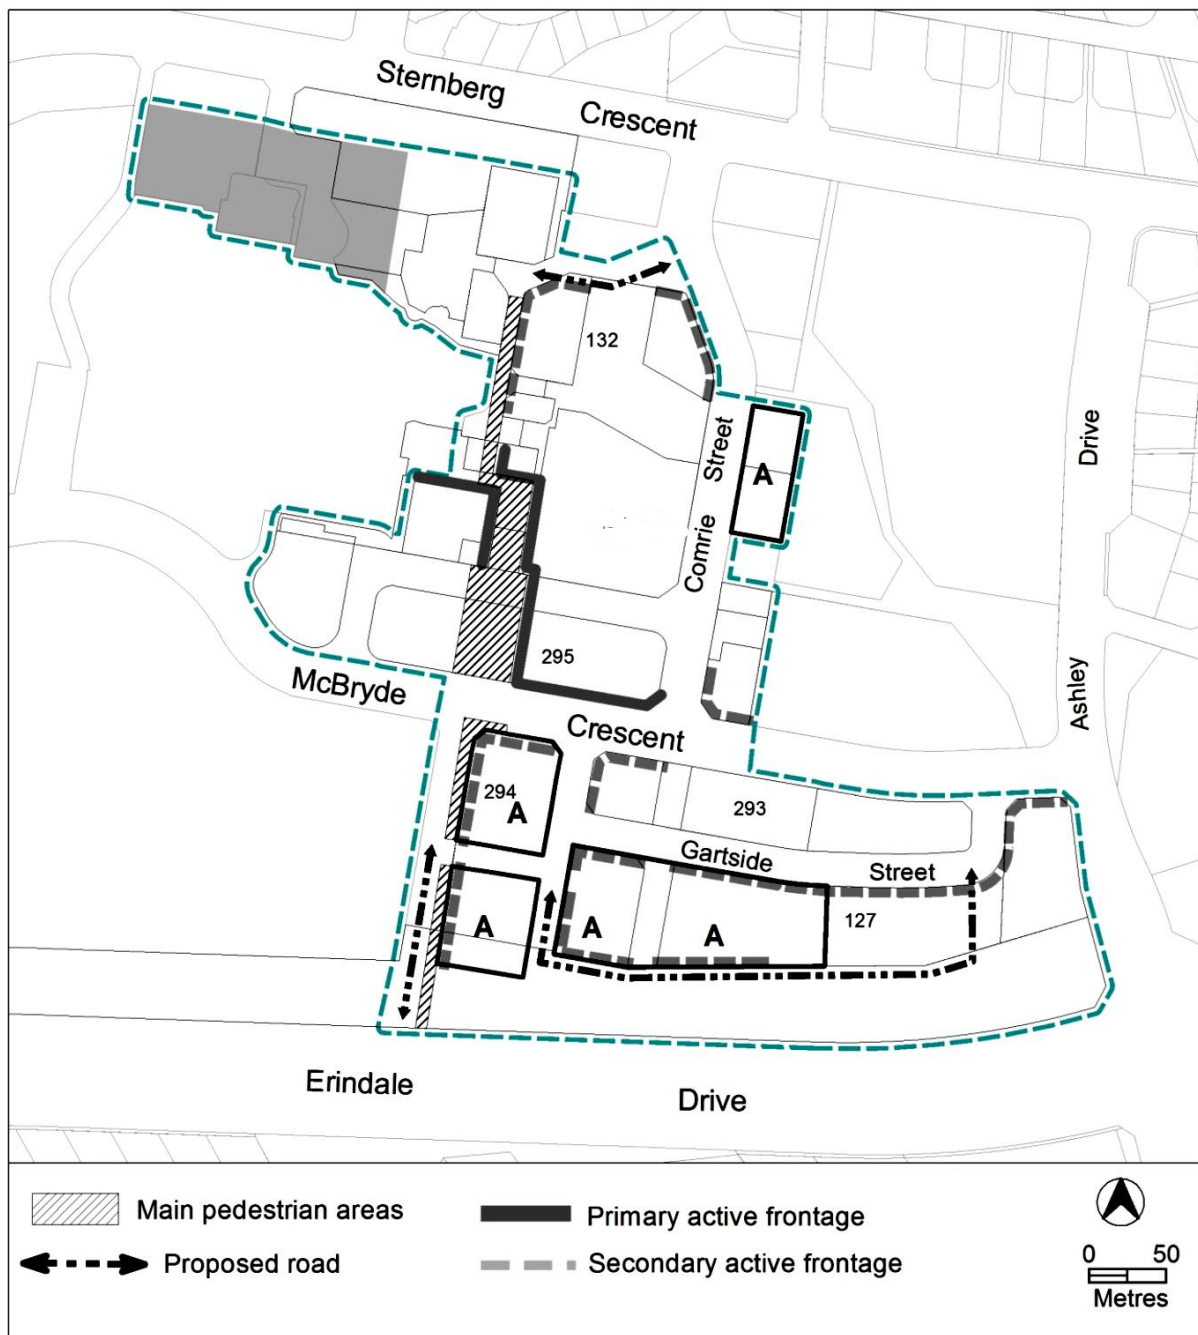 Sternberg
Crescent
132
Street
A
Drive
Comrie
295
McBryde
Ashley
Crescent
294
A
293
Gartside
Street
A
A
A
127
Erindale
Drive
Main pedestrian areas
Primary active frontage
Proposed road
Secondary active frontage
0 50
Metres